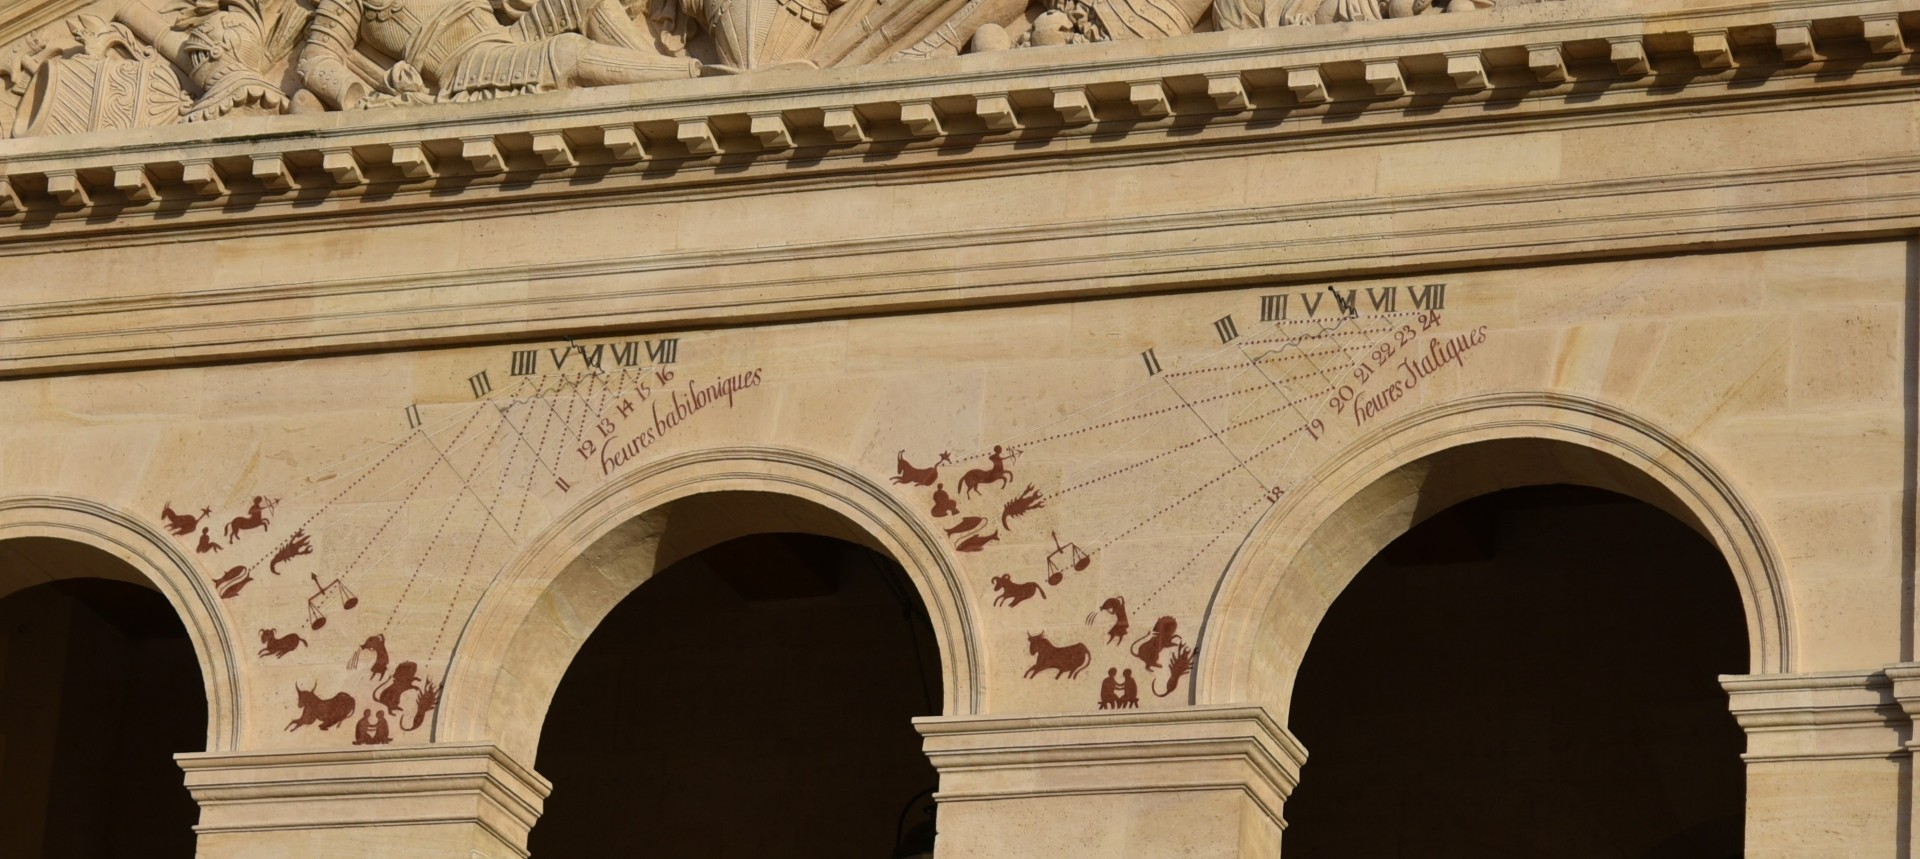 II III IIII V VI VII VIII
11 12 13 14 15 16
heures babiloniques
II III IIII V VI VII VIII
18 19 20 21 22 23 24
heures Italiques